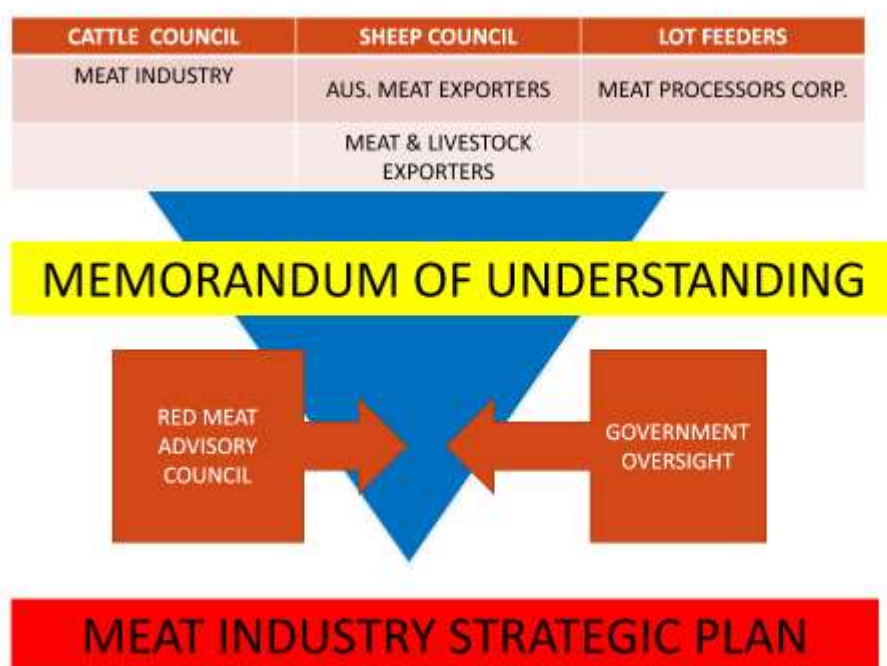 CATTLE COUNCIL
SHEEP COUNCIL
LOT FEEDERS
MEAT INDUSTRY
AUS. MEAT EXPORTERS
MEAT PROCESSORS CORP.
MEAT & LIVESTOCK
EXPORTERS
MEMORANDUM OF UNDERSTANDING
RED MEAT
ADVISORY
COUNCIL
GOVERNMENT
OVERSIGHT
MEAT INDUSTRY STRATEGIC PLAN